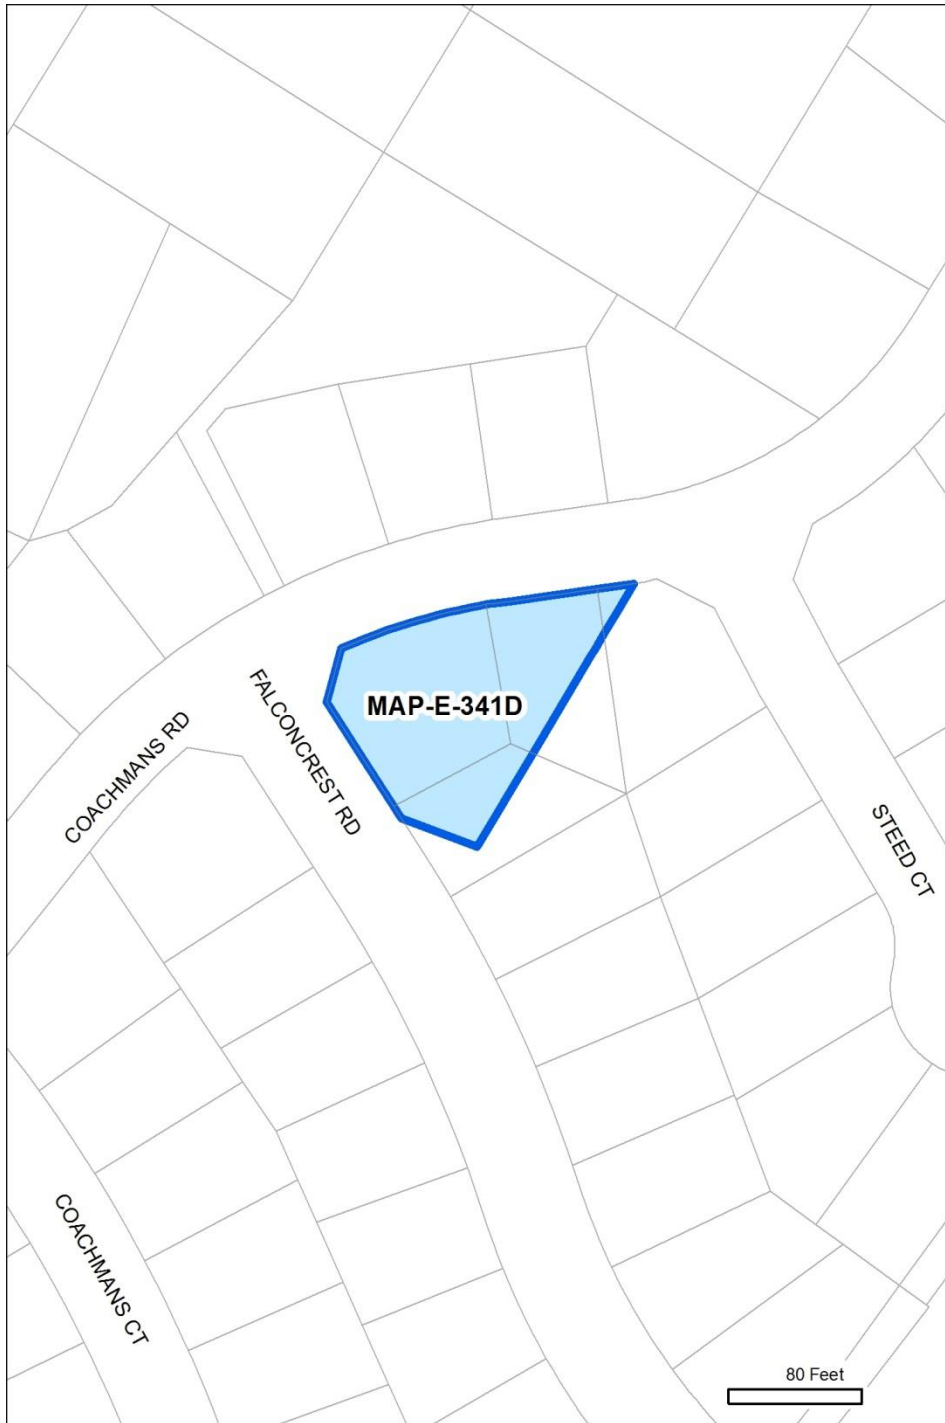 FALCONCREST RD
MAP-E-341D
COACHMANS RD
STEED CT
COACHMANS CT
80 Feet